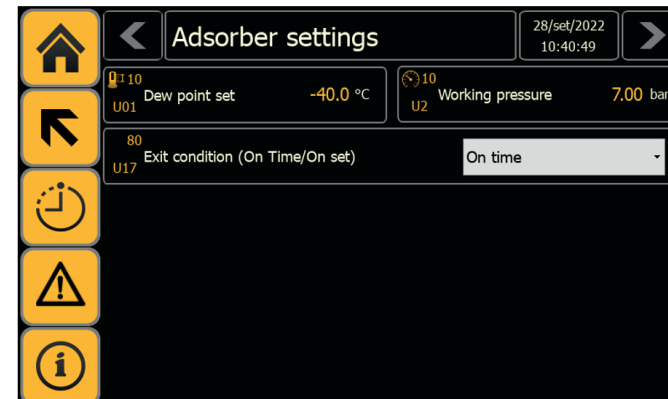 Adsorber settings
28/set/2022
10:40:49
10
U01
Dew point set
-40.0 °C
10
U2
Working pressure
7.00 bar
80
U17
Exit condition (On Time/On set)
On time